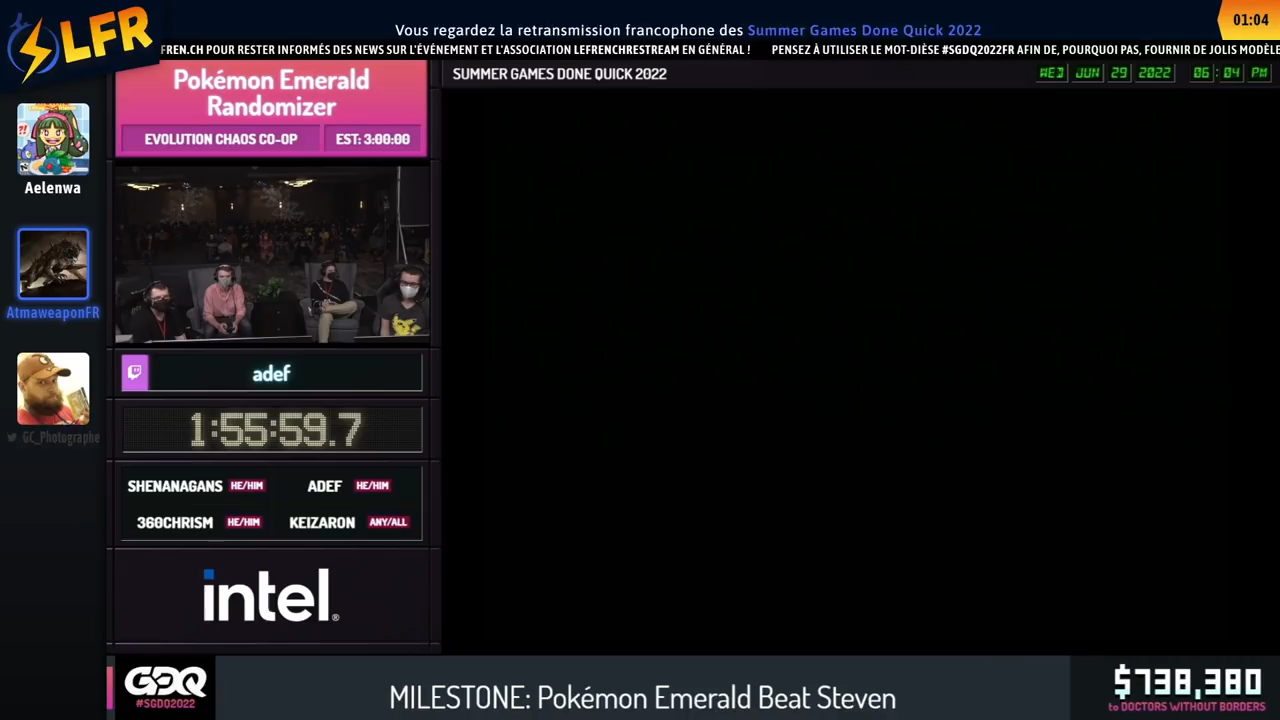 LFR
Vous regardez la retransmission francophone des Summer Games Done Quick 2022
01:04
FREN.CH POUR RESTER INFORMÉS DES NEWS SUR L'ÉVÉNEMENT ET L'ASSOCIATION LEFRENCHRESTREAM EN GÉNÉRAL ! PENSEZ À UTILISER LE MOT-DIÈSE #SGDQ2022FR AFIN DE, POURQUOI PAS, FOURNIR DE JOLIS MODÈLE
Pokémon Emerald
Randomizer
EVOLUTION CHAOS CO-OP EST: 3:00:00
SUMMER GAMES DONE QUICK 2022
WED JUN 29 2022 06:04 PM
Aelenwa
AtmaweaponFR
GC_Photographe
adef
1:55:59.7
SHENANAGANS HE/HIM ADEF HE/HIM
360CHRISM HE/HIM KEIZARON ANY/ALL
intel®
GDQ
#SGDQ2022
MILESTONE: Pokémon Emerald Beat Steven
$738,380
to DOCTORS WITHOUT BORDERS